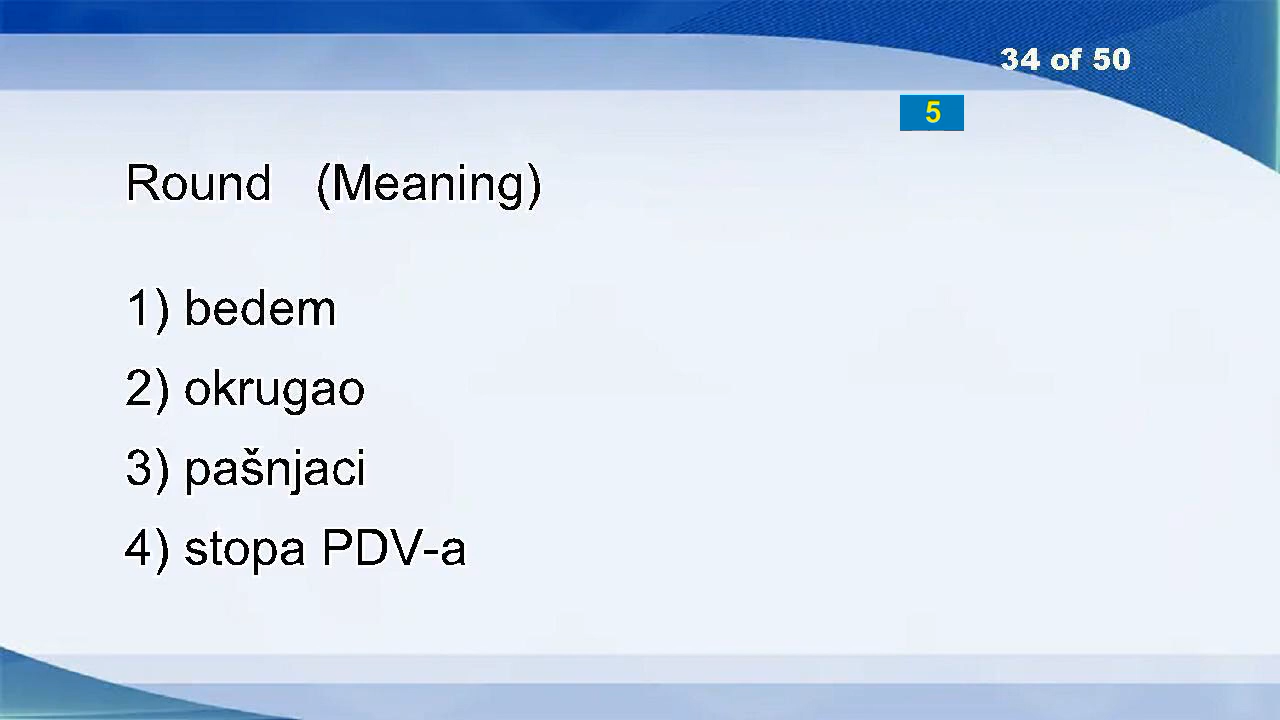 34 of 50
5
Round (Meaning)
1) bedem
2) okrugao
3) pašnjaci
4) stopa PDV-a